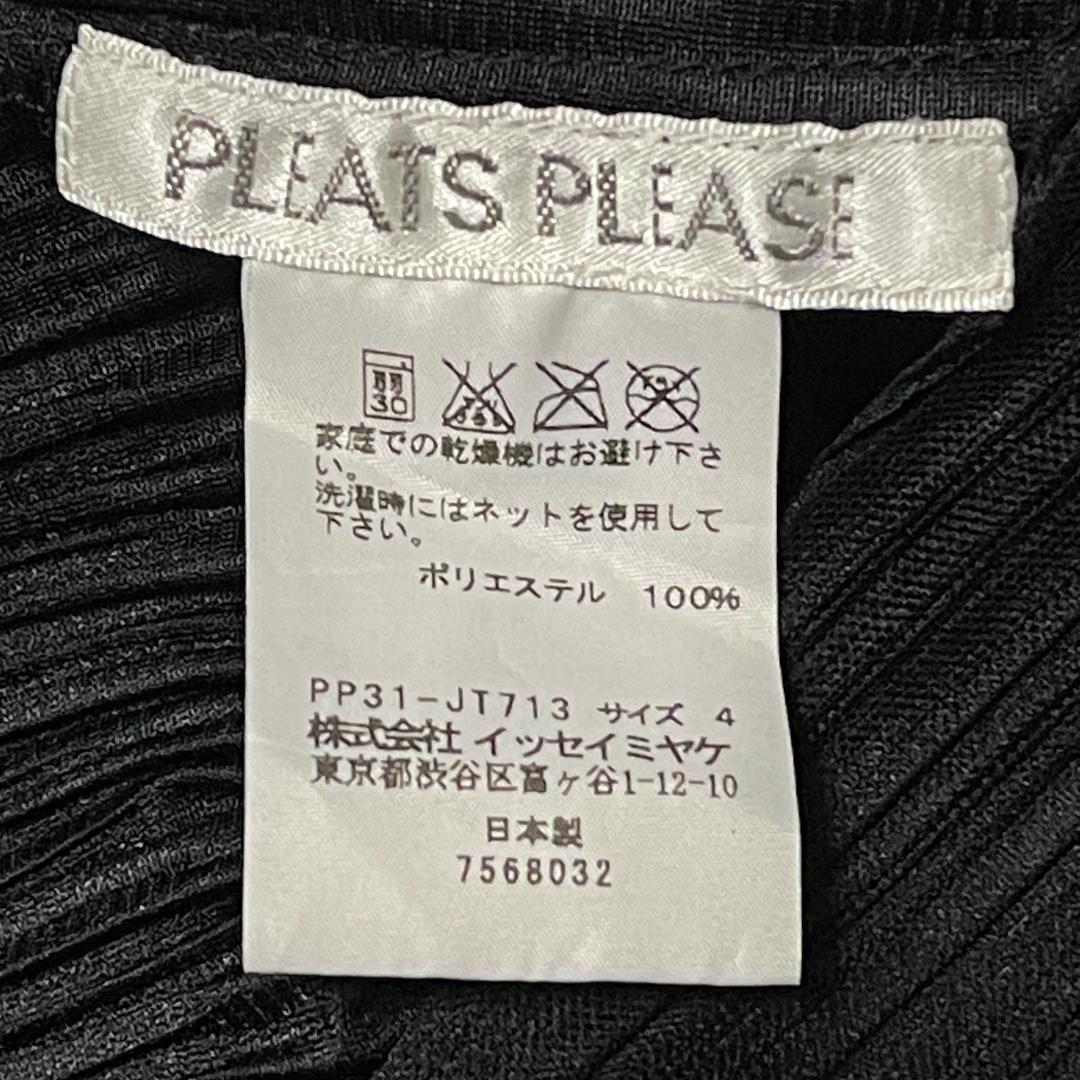 PLEATS PLEASE
30
家庭での乾燥機はお避け下さ
い。
洗濯時にはネットを使用して
下さい。
ポリエステル 100%
PP31-JT713 サイズ 4
株式会社 イッセイミヤケ
東京都渋谷区富ヶ谷1-12-10
日本製
7568032